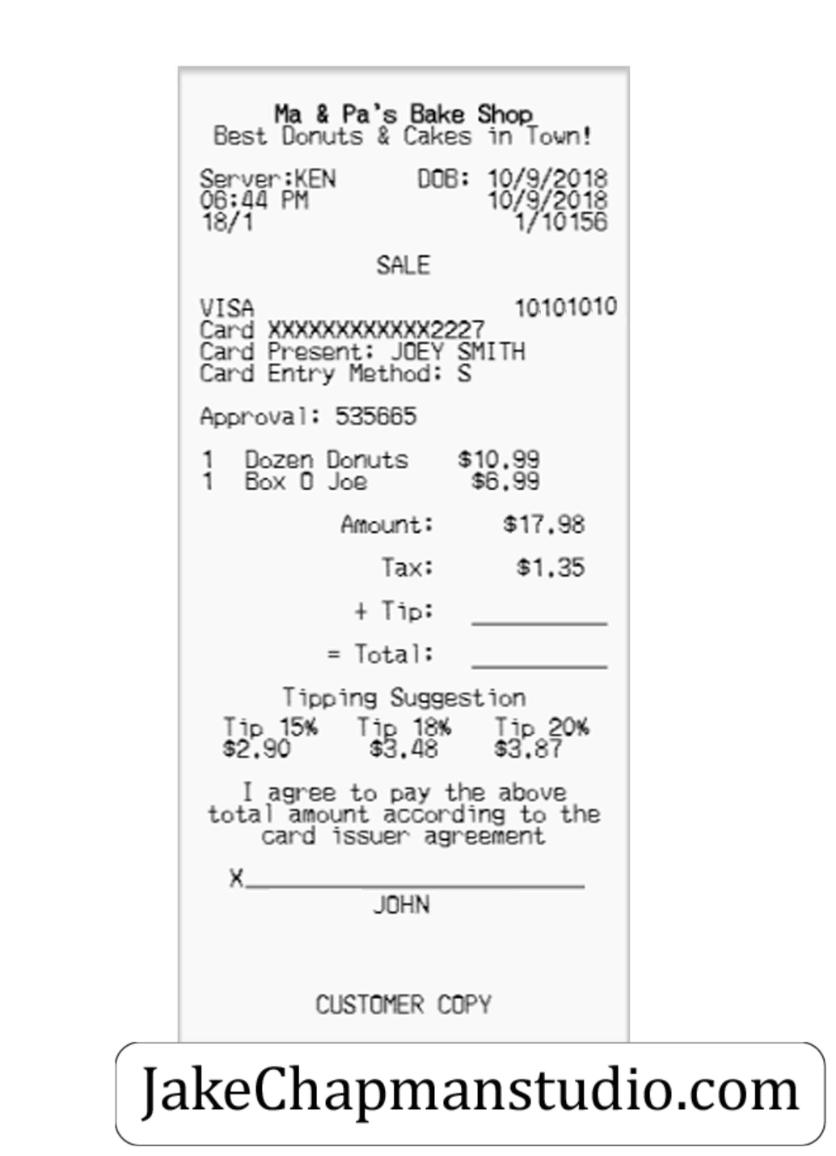 Ma & Pa's Bake Shop
Best Donuts & Cakes in Town!
Server:KEN DOB: 10/9/2018
06:44 PM 10/9/2018
18/1 1/10156
SALE
VISA 10101010
Card XXXXXXXXXXXX2227
Card Present: JOEY SMITH
Card Entry Method: S
Approval: 535665
1 Dozen Donuts $10.99
1 Box O Joe $6.99
Amount: $17.98
Tax: $1.35
+ Tip: ________
= Total: ________
Tipping Suggestion
Tip 15% Tip 18% Tip 20%
$2.90 $3.48 $3.87
I agree to pay the above
total amount according to the
card issuer agreement
X____________________
JOHN
CUSTOMER COPY
JakeChapmanstudio.com